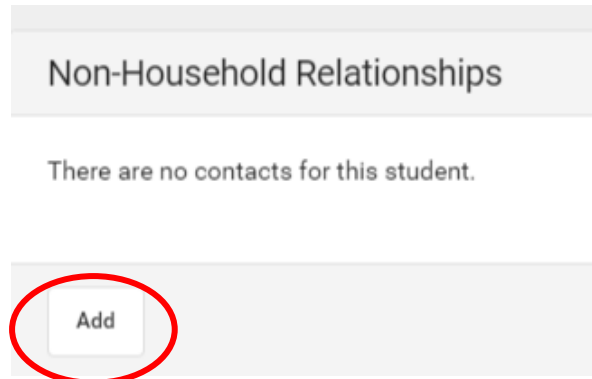 Non-Household Relationships
There are no contacts for this student.
Add